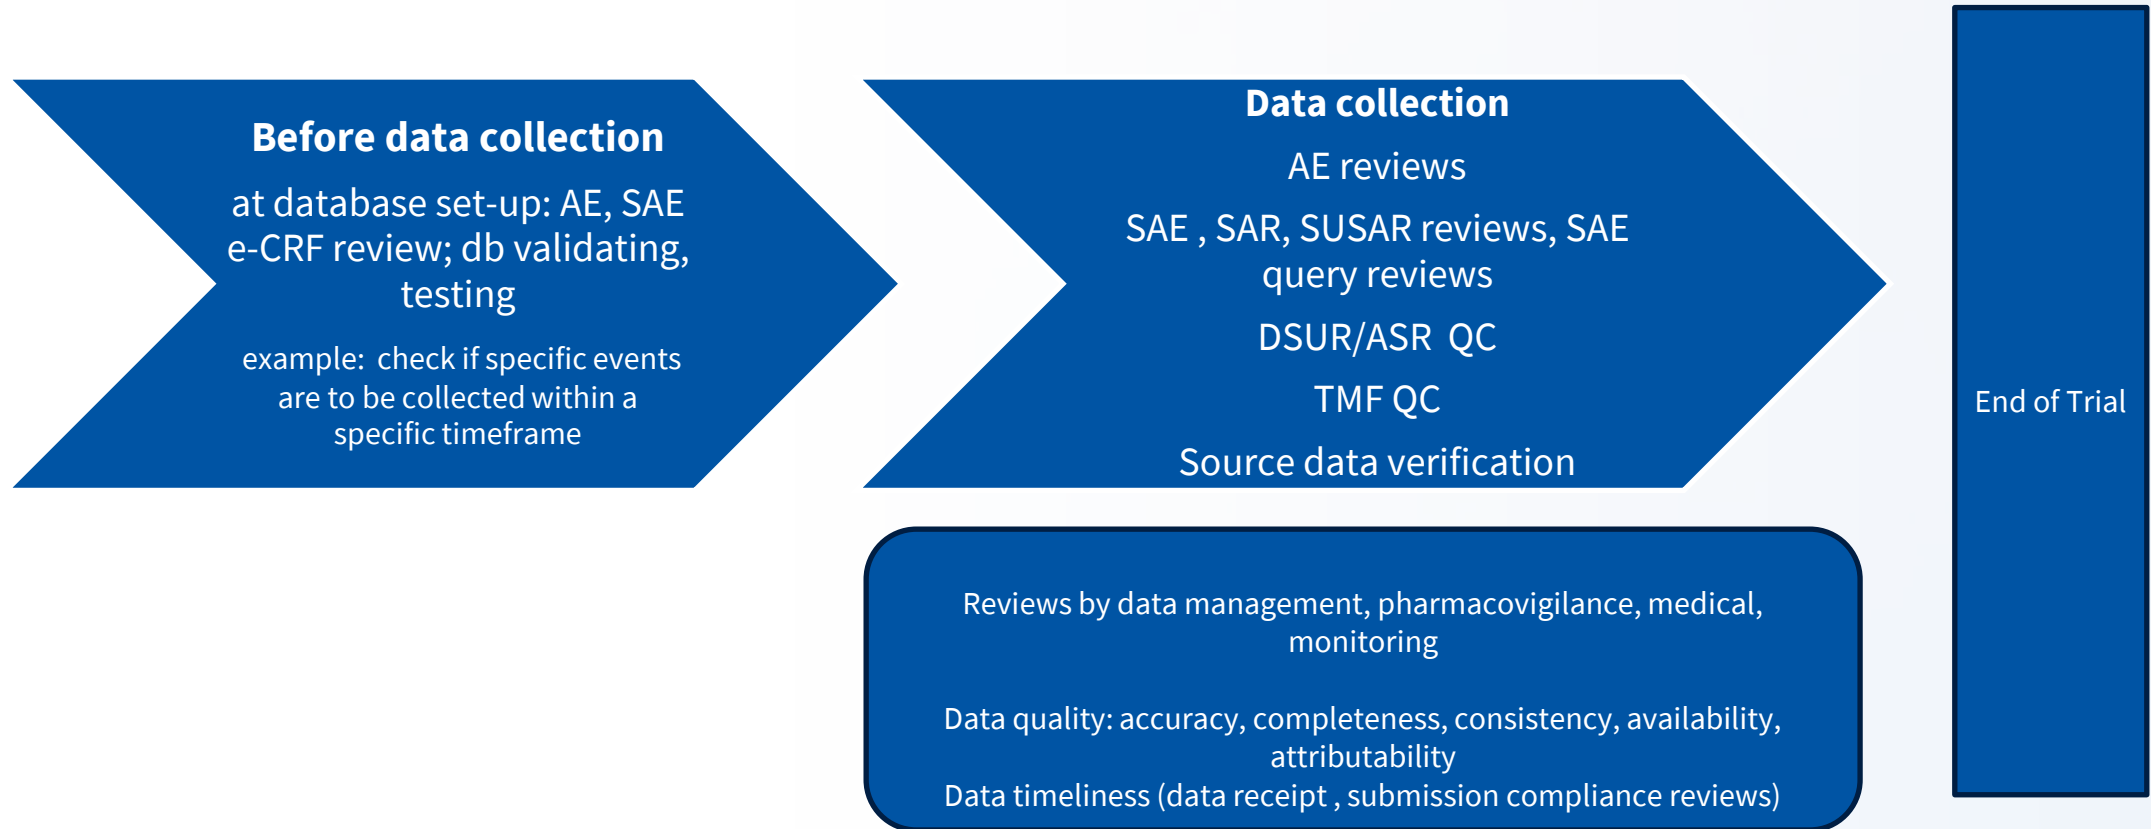 Before data collection
at database set-up: AE, SAE
e-CRF review; db validating,
testing
example:  check if specific events
are to be collected within a
specific timeframe
Data collection
AE reviews
SAE , SAR, SUSAR reviews, SAE
query reviews
DSUR/ASR  QC
TMF QC
Source data verification
Reviews by data management, pharmacovigilance, medical,
monitoring
Data quality: accuracy, completeness, consistency, availability,
attributability
Data timeliness (data receipt , submission compliance reviews)
End of Trial